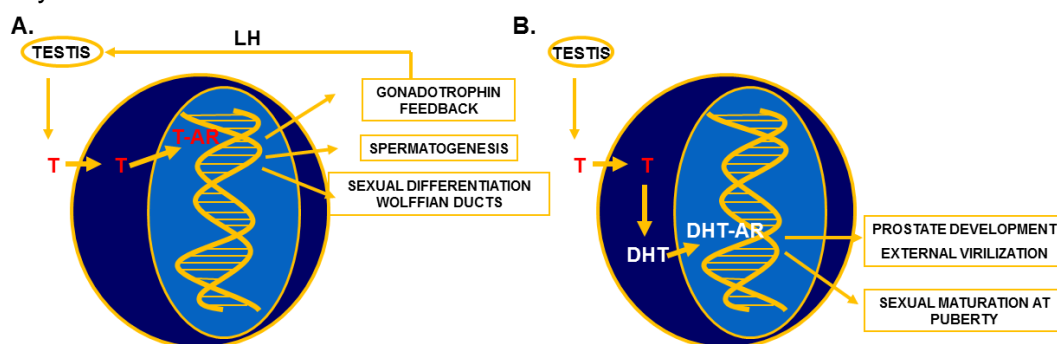 A.
LH
TESTIS
GONADOTROPHIN
FEEDBACK
T-AR
T
T
SPERMATOGENESIS
SEXUAL DIFFERENTIATION
WOLFFIAN DUCTS
B.
TESTIS
T
T
DHT
DHT-AR
PROSTATE DEVELOPMENT
EXTERNAL VIRILIZATION
SEXUAL MATURATION AT
PUBERTY